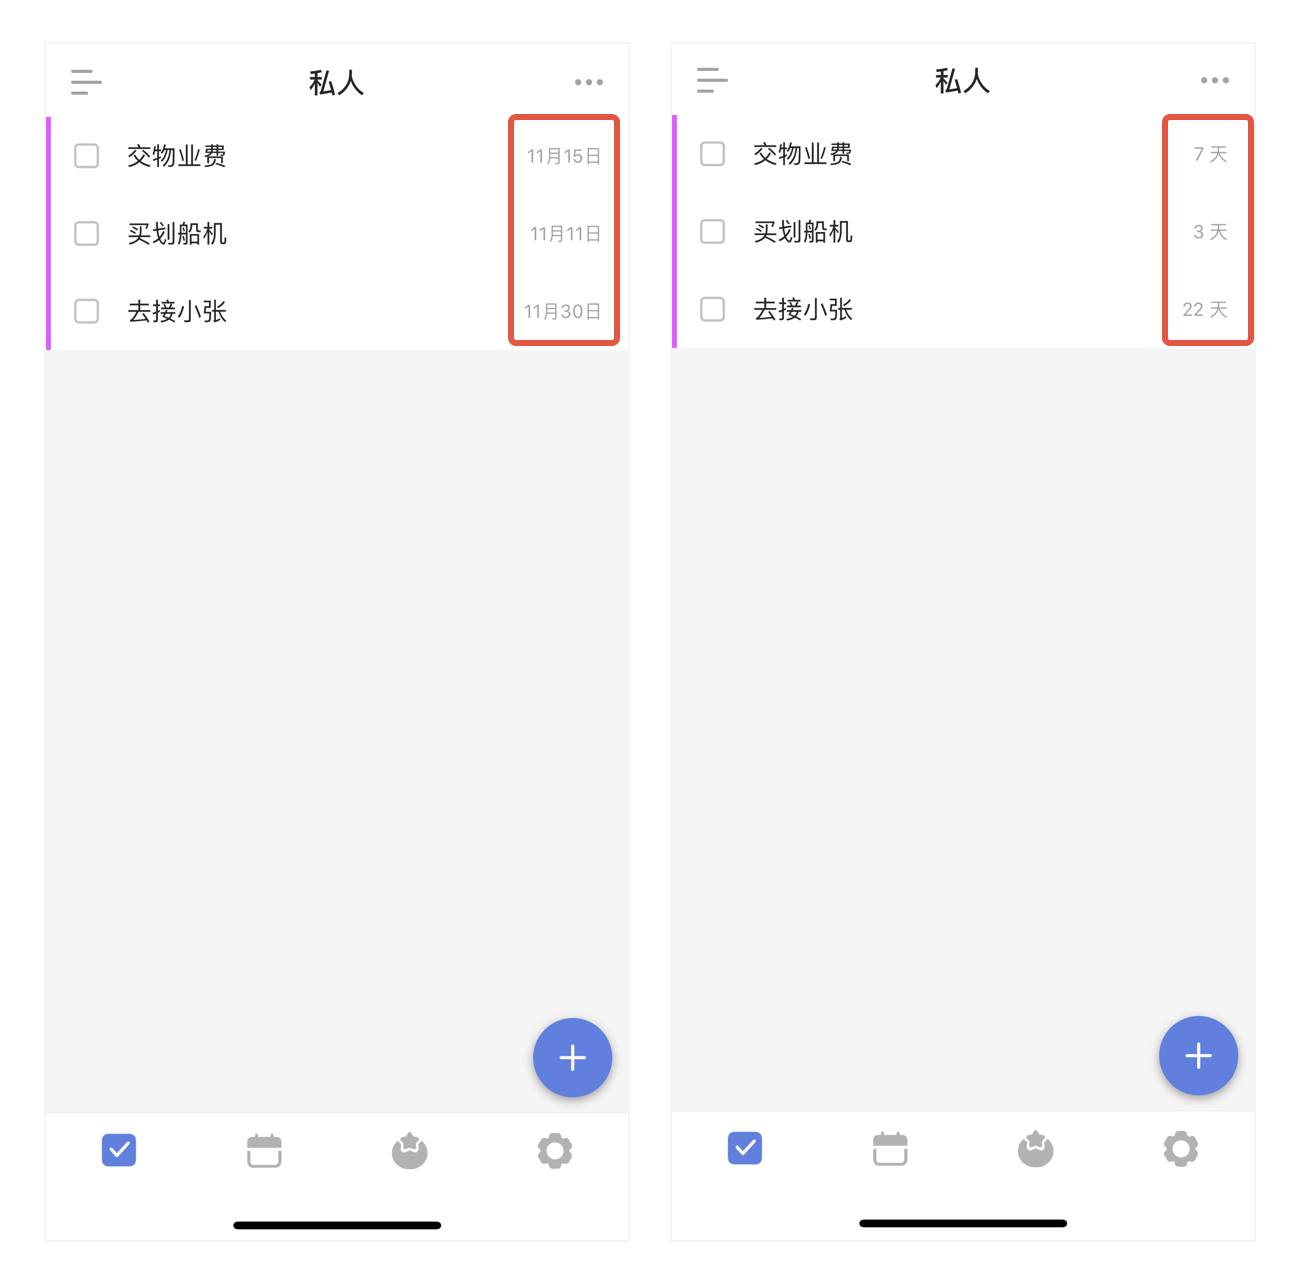 私人
交物业费 11月15日
买划船机 11月11日
去接小张 11月30日
私人
交物业费 7 天
买划船机 3 天
去接小张 22 天